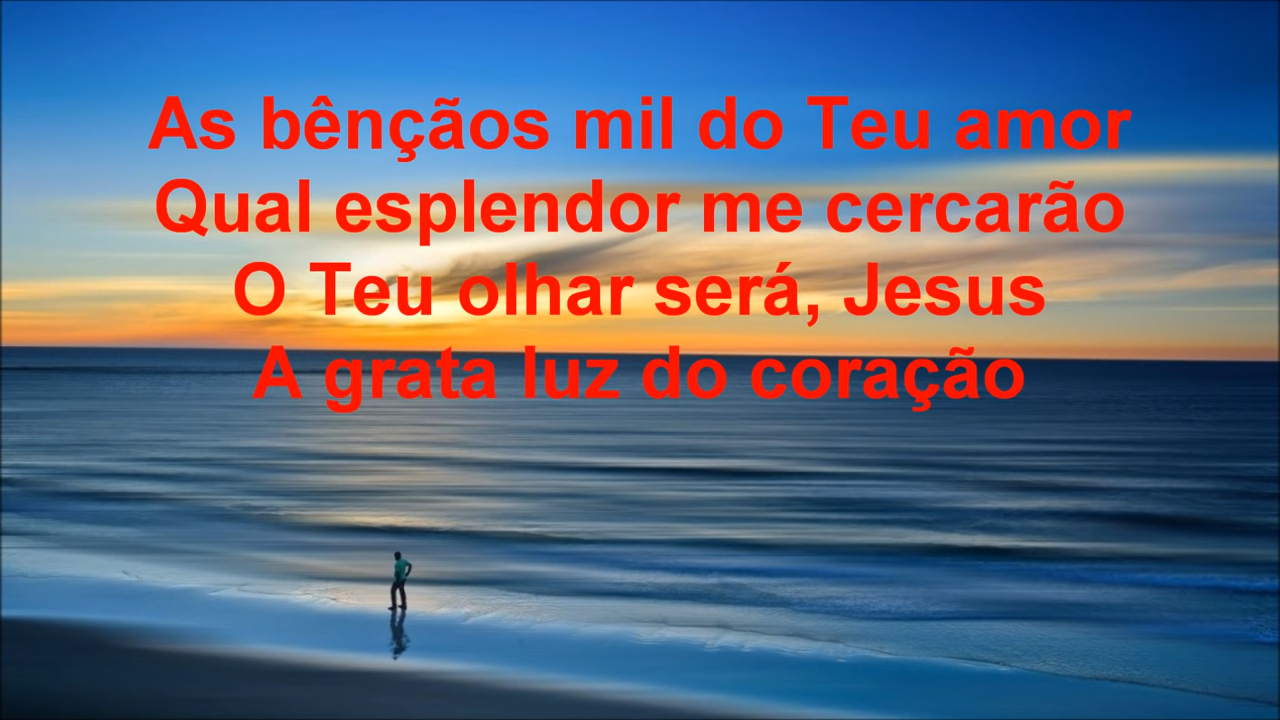 As bênçãos mil do Teu amor
Qual esplendor me cercarão
O Teu olhar será, Jesus
A grata luz do coração